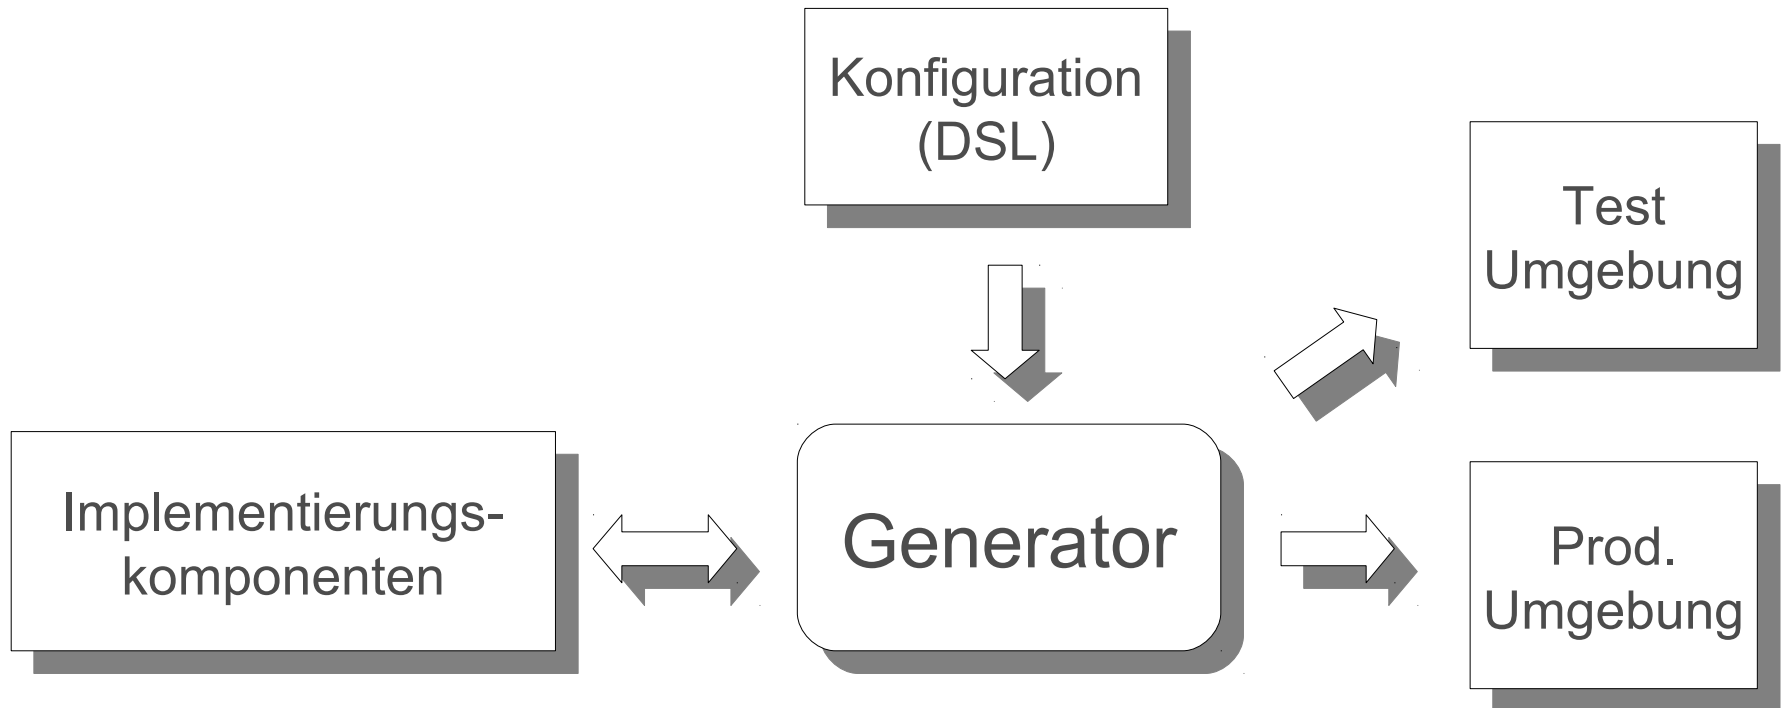 Konfiguration
(DSL)
Test
Umgebung
Implementierungs-
komponenten
Generator
Prod.
Umgebung